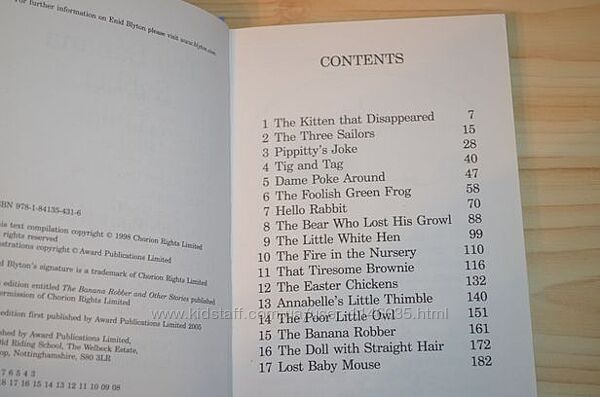 For further information on Enid Blyton please visit www.blyton.com
ISBN 978-1-84135-431-6
text compilation copyright © 1998 Chorion Rights Limited
rights reserved
copyright © Award Publications Limited
Blyton's signature is a trademark of Chorion Rights Limited
edition entitled The Banana Robber and Other Stories published
permission of Chorion Rights Limited
edition first published by Award Publications Limited 2005
by Award Publications Limited,
Old Riding School, The Welbeck Estate,
Nottinghamshire, S80 3LR
7 6 5 4 3
17 16 15 14 13 12 11 10 09 08
CONTENTS
1 The Kitten that Disappeared 7
2 The Three Sailors 15
3 Pippitty's Joke 28
4 Tig and Tag 40
5 Dame Poke Around 47
6 The Foolish Green Frog 58
7 Hello Rabbit 70
8 The Bear Who Lost His Growl 88
9 The Little White Hen 99
10 The Fire in the Nursery 110
11 That Tiresome Brownie 116
12 The Easter Chickens 132
13 Annabelle's Little Thimble 140
14 The Poor Little Owl 151
15 The Banana Robber 161
16 The Doll with Straight Hair 172
17 Lost Baby Mouse 182